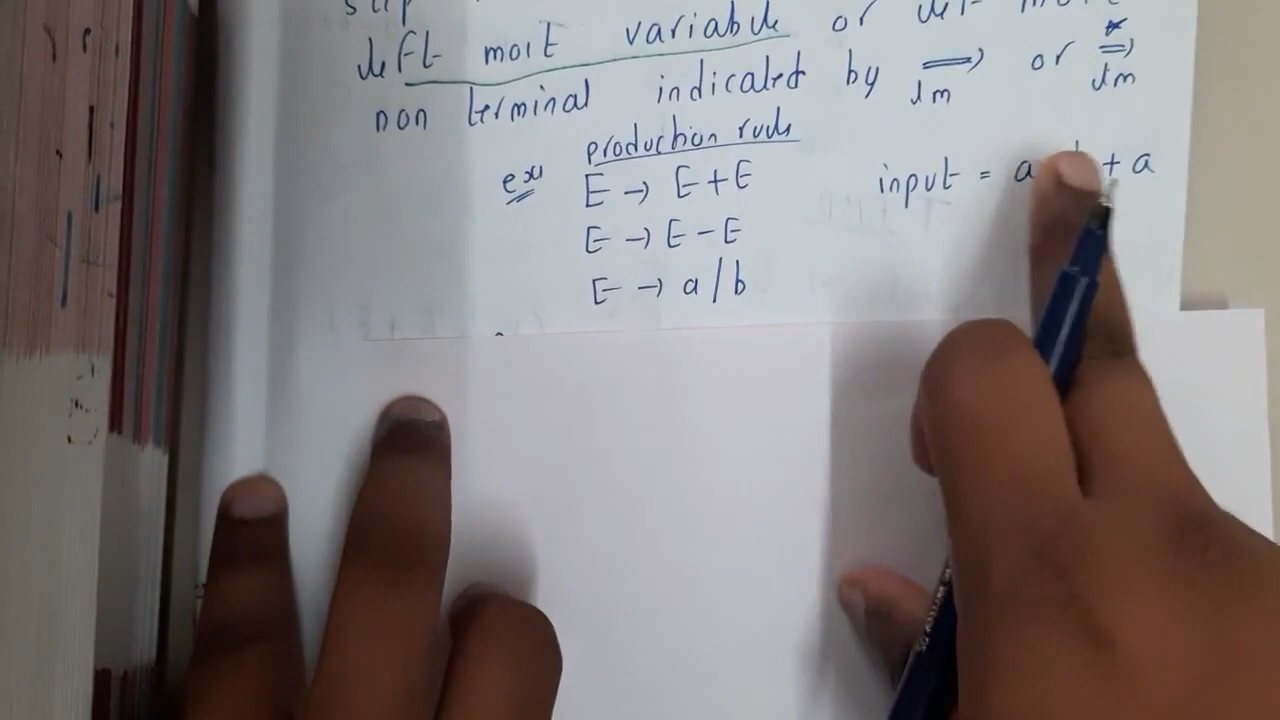 left most variable or left most
non terminal indicated by ⟹ lm or *⟹ lm
production rules
ex: E → E+E input = a + a
E → E-E
E → a/b